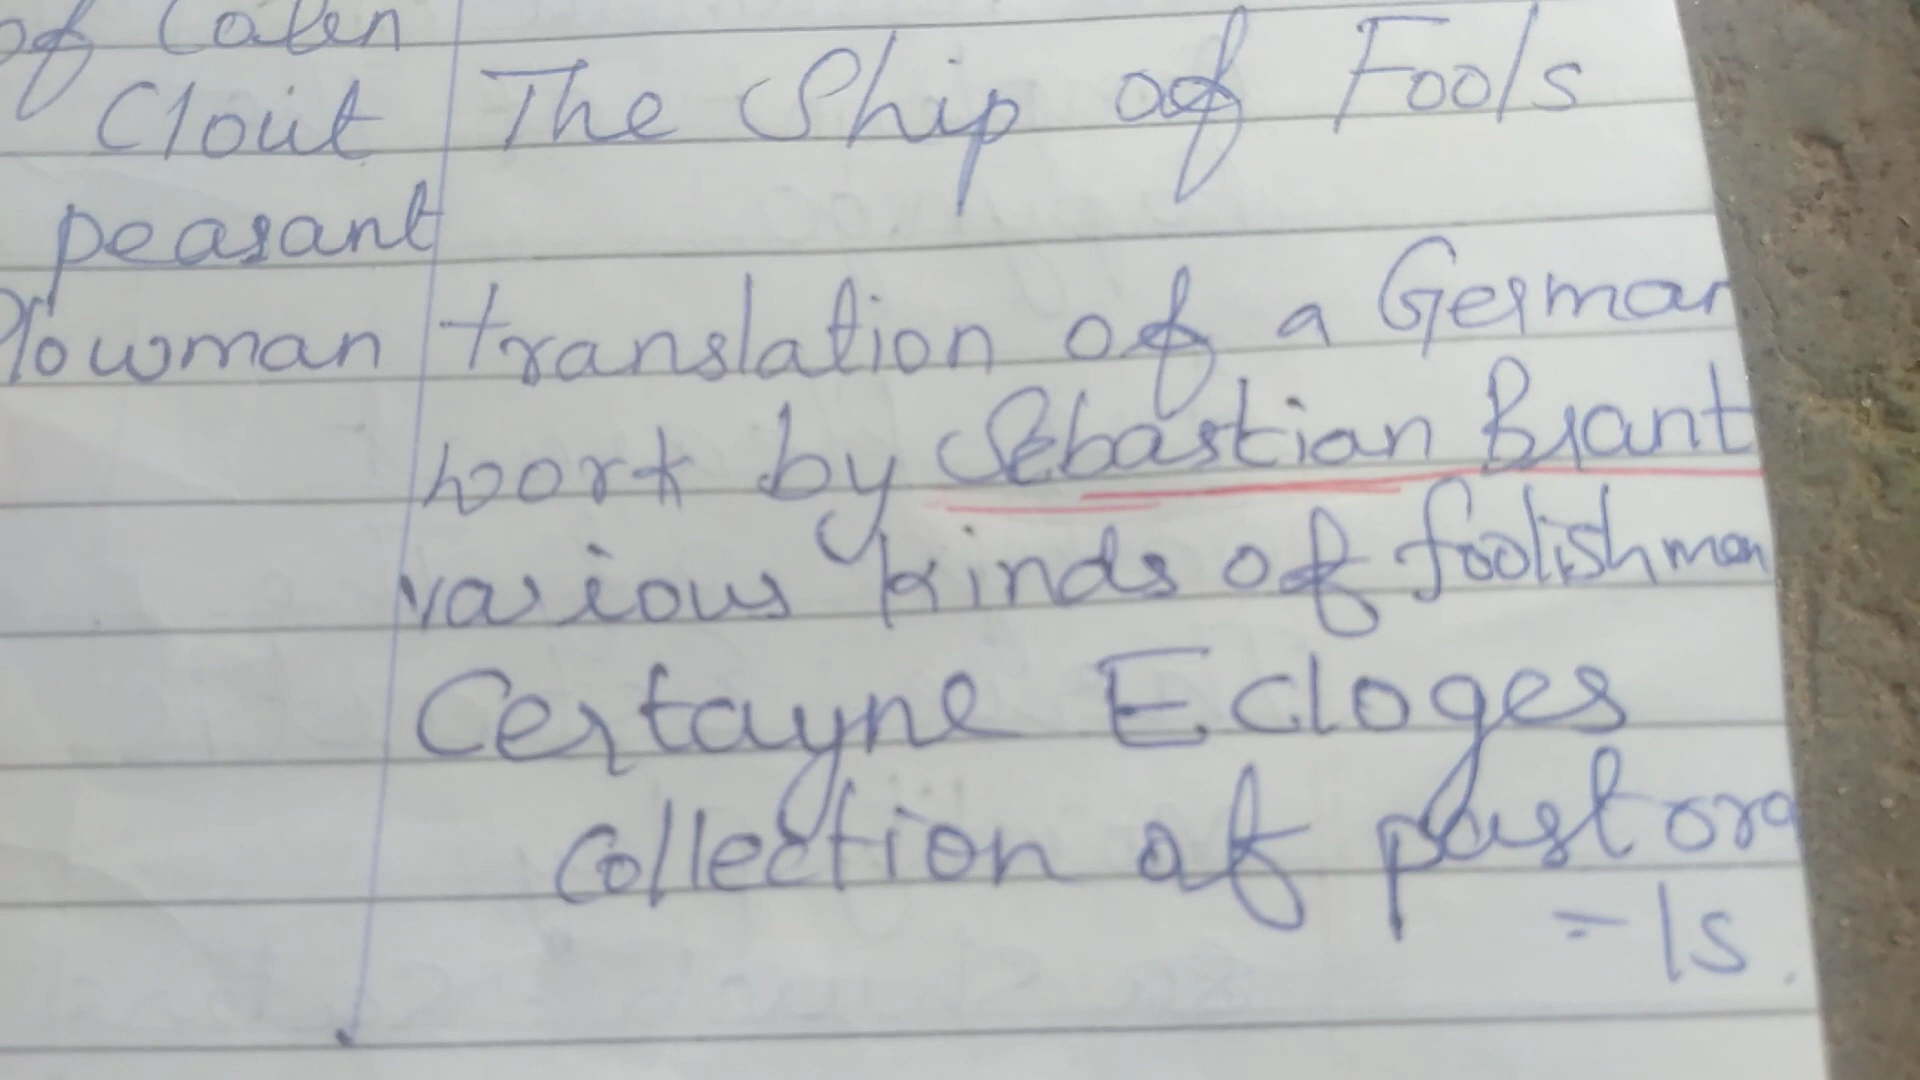 of Colen
Clout
peasant
Plowman
The Ship of Fools
translation of a German
work by Sebastian Brant
various kinds of foolish man
Certayne Ecloges
collection of pastora
=ls.